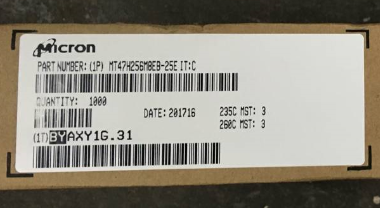 Micron
PART NUMBER: (1P) MT47H256M8EB-25E IT:C
QUANTITY: 1000
DATE: 201716 235C MST: 3
260C MST: 3
(1T) BYAXY1G.31